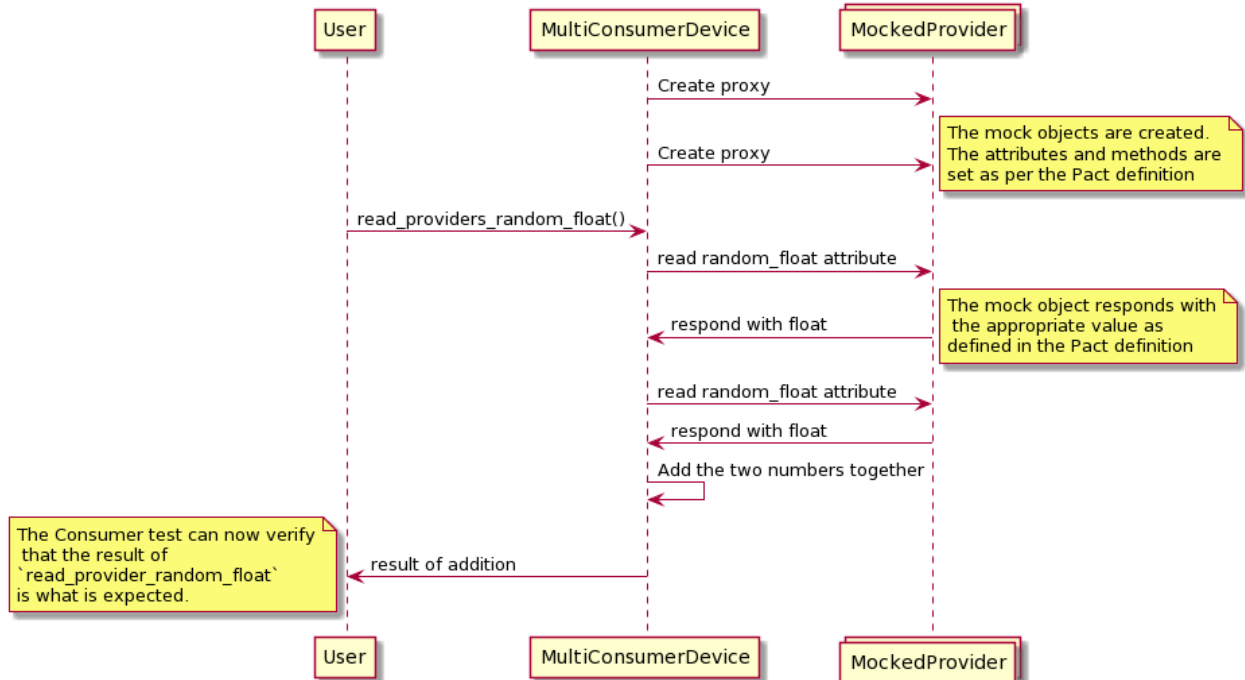 User
MultiConsumerDevice
MockedProvider
Create proxy
The mock objects are created.
The attributes and methods are
set as per the Pact definition
Create proxy
read_providers_random_float()
read random_float attribute
The mock object responds with
the appropriate value as
defined in the Pact definition
respond with float
read random_float attribute
respond with float
Add the two numbers together
The Consumer test can now verify
that the result of
`read_provider_random_float`
is what is expected.
result of addition
User
MultiConsumerDevice
MockedProvider